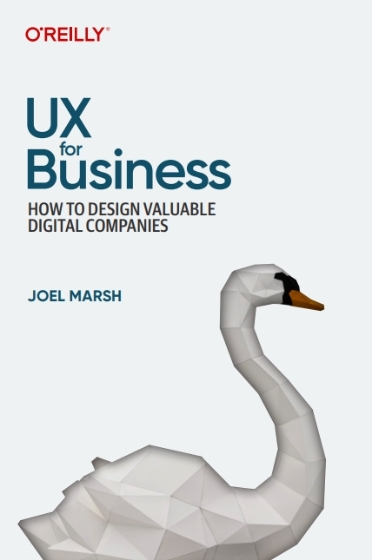 O'REILLY®
UX
for
Business
HOW TO DESIGN VALUABLE
DIGITAL COMPANIES
JOEL MARSH